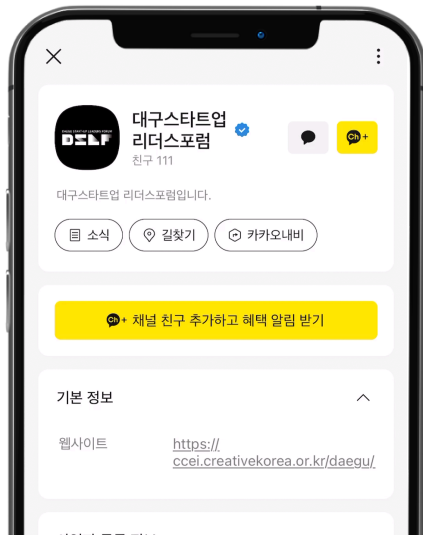 DSLF
대구스타트업
리더스포럼
친구 111
Ch+
대구스타트업 리더스포럼입니다.
소식
길찾기
카카오내비
Ch+ 채널 친구 추가하고 혜택 알림 받기
기본 정보
웹사이트
https://
ccei.creativekorea.or.kr/daegu/